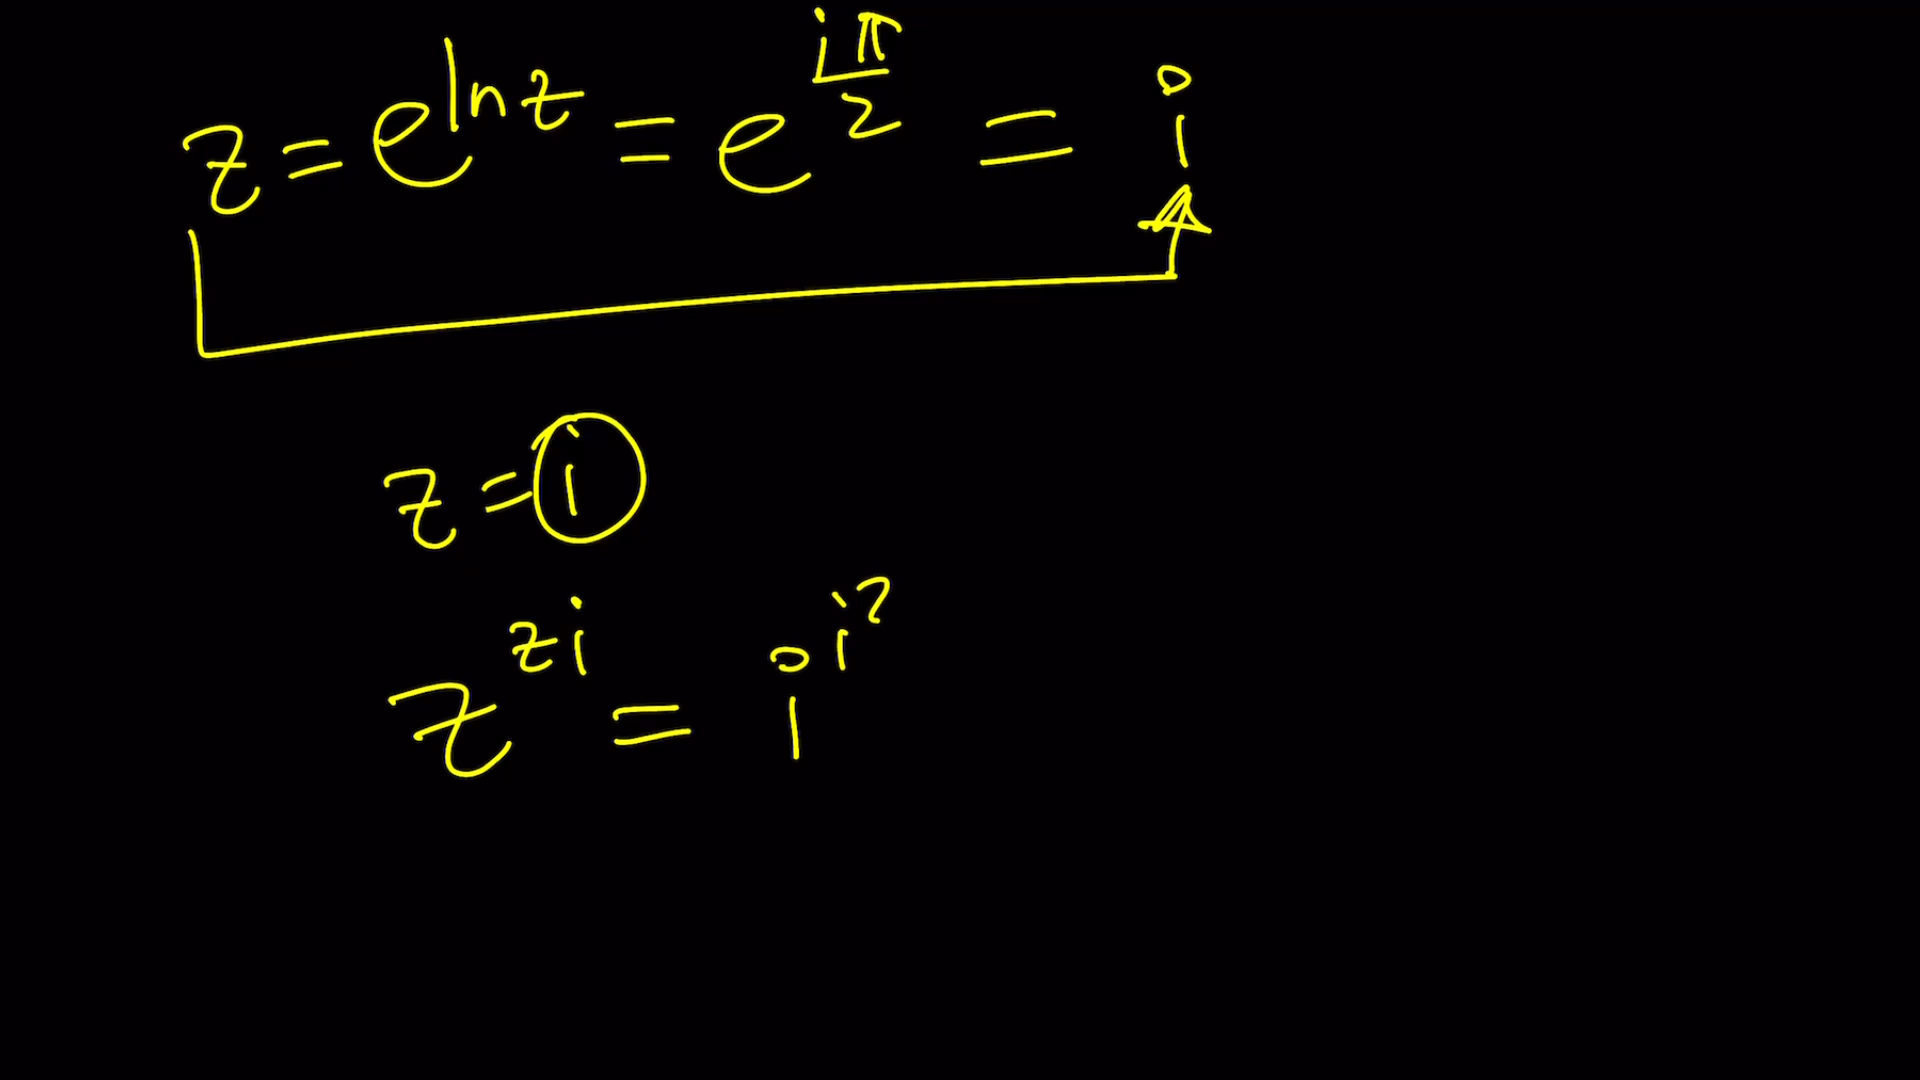 z = e^{ln z} = e^{iπ/2} = i
z = i
z^{zi} = i^{i^2}